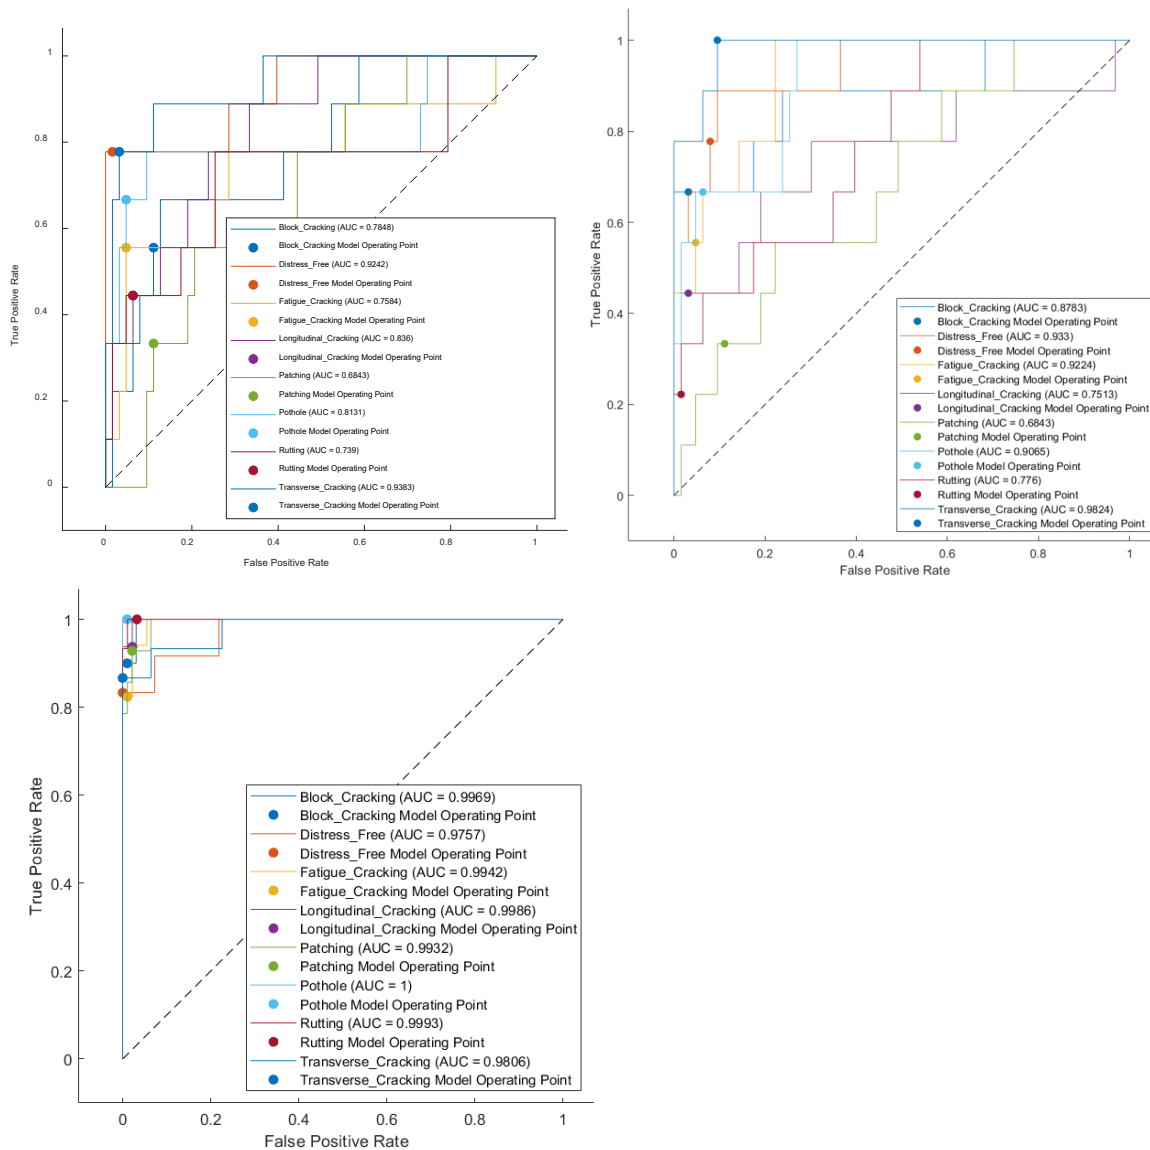 1
0.8
0.6
0.4
0.2
0
True Positive Rate
Block_Cracking (AUC = 0.7848)
Block_Cracking Model Operating Point
Distress_Free (AUC = 0.9242)
Distress_Free Model Operating Point
Fatigue_Cracking (AUC = 0.7584)
Fatigue_Cracking Model Operating Point
Longitudinal_Cracking (AUC = 0.836)
Longitudinal_Cracking Model Operating Point
Patching (AUC = 0.6843)
Patching Model Operating Point
Pothole (AUC = 0.8131)
Pothole Model Operating Point
Rutting (AUC = 0.739)
Rutting Model Operating Point
Transverse_Cracking (AUC = 0.9383)
Transverse_Cracking Model Operating Point
0 0.2 0.4 0.6 0.8 1
False Positive Rate
1
0.8
0.6
0.4
0.2
0
True Positive Rate
Block_Cracking (AUC = 0.8783)
Block_Cracking Model Operating Point
Distress_Free (AUC = 0.933)
Distress_Free Model Operating Point
Fatigue_Cracking (AUC = 0.9224)
Fatigue_Cracking Model Operating Point
Longitudinal_Cracking (AUC = 0.7513)
Longitudinal_Cracking Model Operating Point
Patching (AUC = 0.6843)
Patching Model Operating Point
Pothole (AUC = 0.9065)
Pothole Model Operating Point
Rutting (AUC = 0.776)
Rutting Model Operating Point
Transverse_Cracking (AUC = 0.9824)
Transverse_Cracking Model Operating Point
0 0.2 0.4 0.6 0.8 1
False Positive Rate
1
0.8
0.6
0.4
0.2
0
True Positive Rate
Block_Cracking (AUC = 0.9969)
Block_Cracking Model Operating Point
Distress_Free (AUC = 0.9757)
Distress_Free Model Operating Point
Fatigue_Cracking (AUC = 0.9942)
Fatigue_Cracking Model Operating Point
Longitudinal_Cracking (AUC = 0.9986)
Longitudinal_Cracking Model Operating Point
Patching (AUC = 0.9932)
Patching Model Operating Point
Pothole (AUC = 1)
Pothole Model Operating Point
Rutting (AUC = 0.9993)
Rutting Model Operating Point
Transverse_Cracking (AUC = 0.9806)
Transverse_Cracking Model Operating Point
0 0.2 0.4 0.6 0.8 1
False Positive Rate